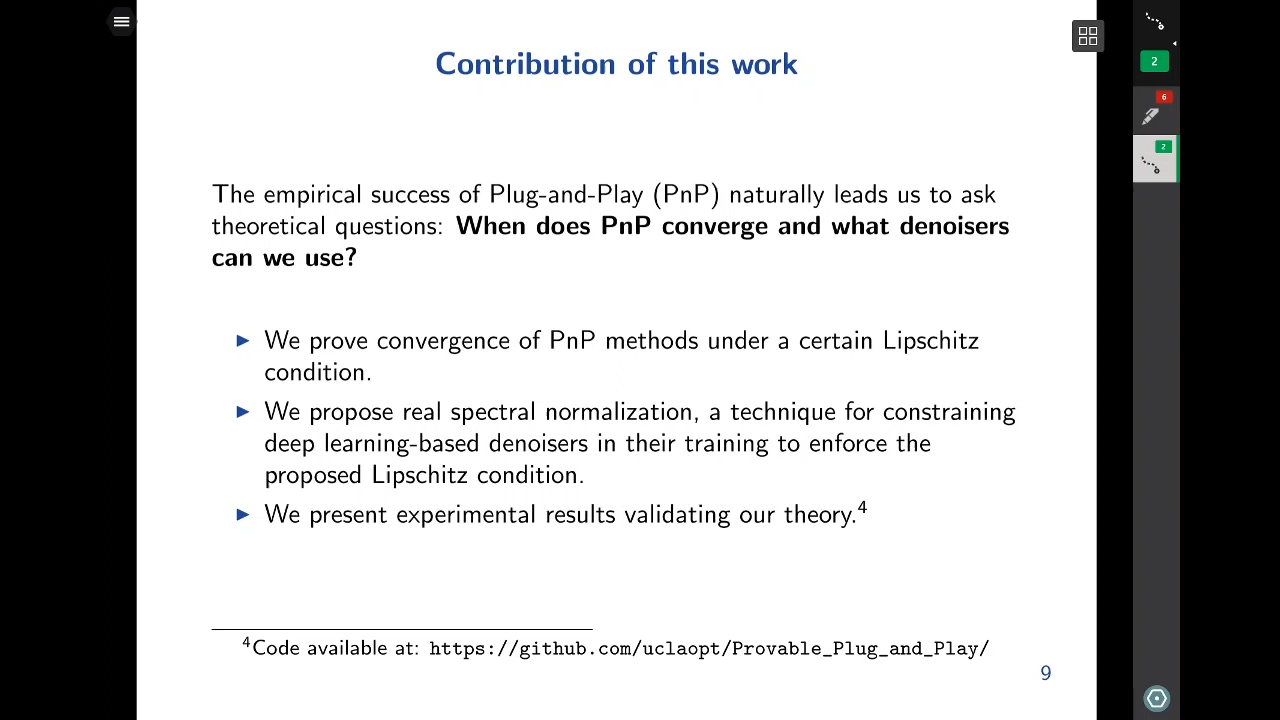 Contribution of this work
2
6
2
The empirical success of Plug-and-Play (PnP) naturally leads us to ask
theoretical questions: When does PnP converge and what denoisers
can we use?
▶ We prove convergence of PnP methods under a certain Lipschitz
condition.
▶ We propose real spectral normalization, a technique for constraining
deep learning-based denoisers in their training to enforce the
proposed Lipschitz condition.
▶ We present experimental results validating our theory.⁴
⁴Code available at: https://github.com/uclaopt/Provable_Plug_and_Play/
9